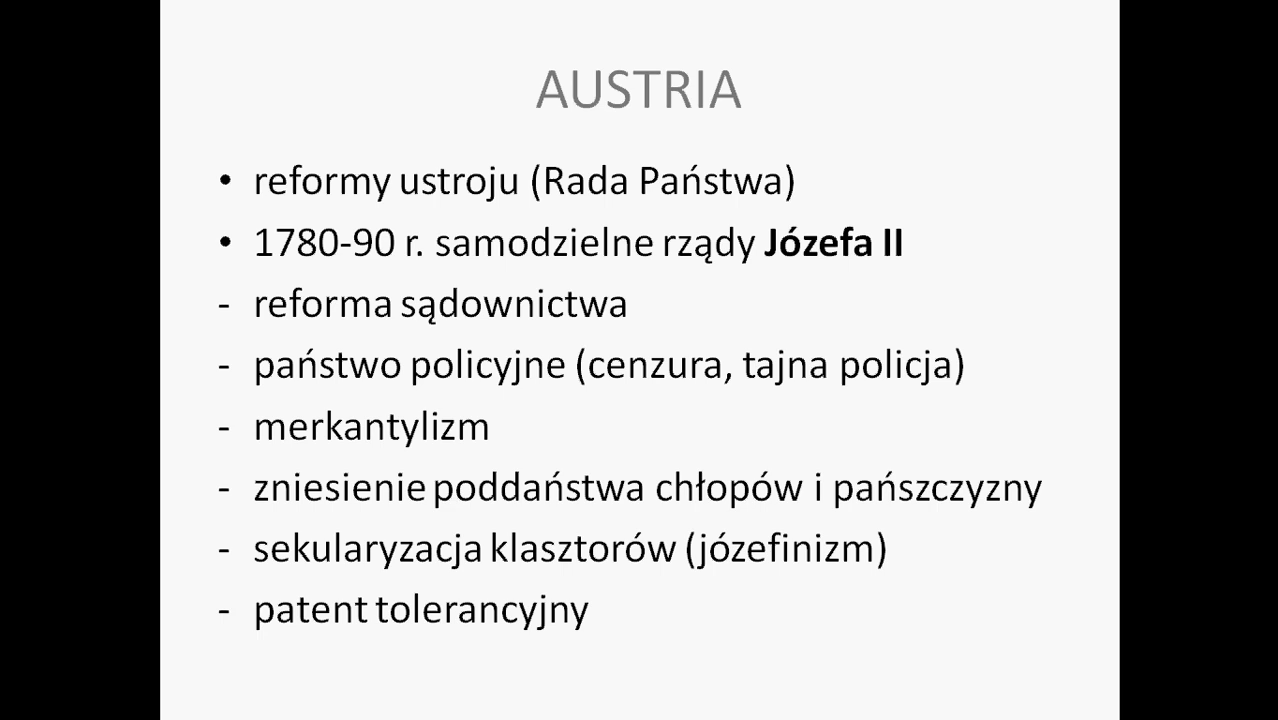 AUSTRIA
• reformy ustroju (Rada Państwa)
• 1780-90 r. samodzielne rządy Józefa II
- reforma sądownictwa
- państwo policyjne (cenzura, tajna policja)
- merkantylizm
- zniesienie poddaństwa chłopów i pańszczyzny
- sekularyzacja klasztorów (józefinizm)
- patent tolerancyjny